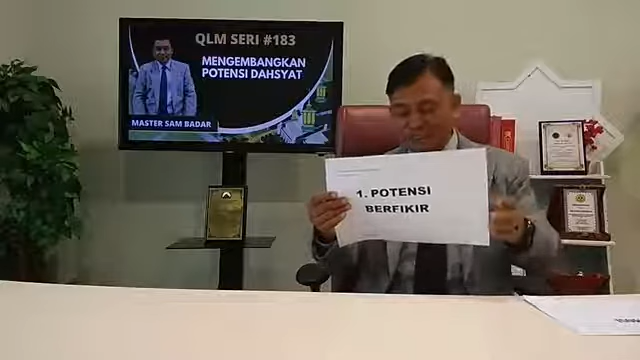 QLM SERI #183
MENGEMBANGKAN
POTENSI DAHSYAT
MASTER SAM BADAR
1. POTENSI
BERFIKIR